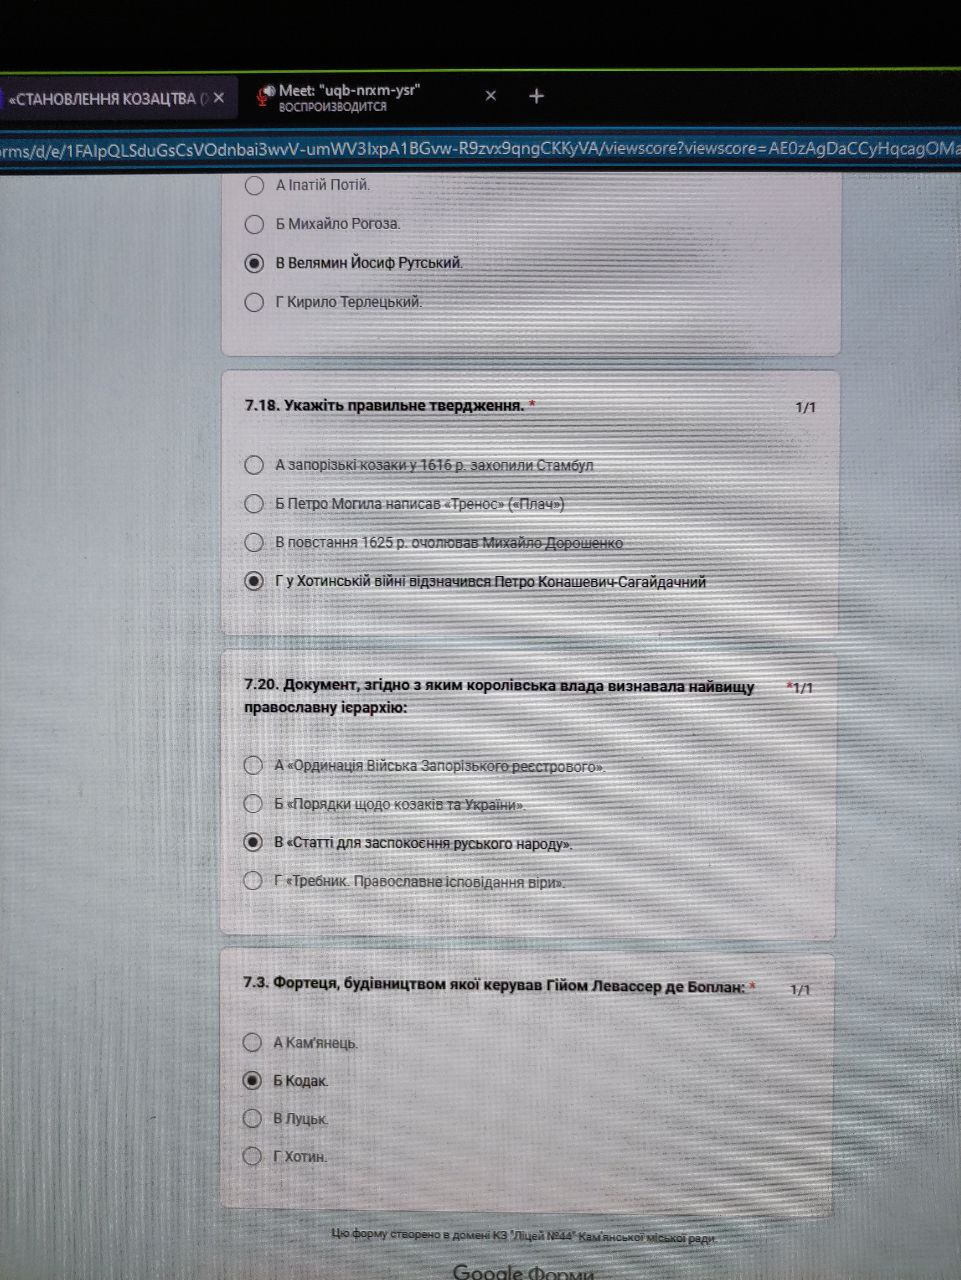 «СТАНОВЛЕННЯ КОЗАЦТВА (
Meet: "uqb-nrxm-ysr"
ВОСПРОИЗВОДИТСЯ
rms/d/e/1FAIpQLSduGsCsVOdnbai3wvV-umWV3IxpA1BGvw-R9zvx9qngCKKyVA/viewscore?viewscore=AE0zAgDaCCyHqcagOMa
А Іпатій Потій.
Б Михайло Рогоза.
В Велямин Йосиф Рутський.
Г Кирило Терлецький.
7.18. Укажіть правильне твердження. * 1/1
А запорізькі козаки у 1616 р. захопили Стамбул
Б Петро Могила написав «Тренос» («Плач»)
В повстання 1625 р. очолював Михайло Дорошенко
Г у Хотинській війні відзначився Петро Конашевич-Сагайдачний
7.20. Документ, згідно з яким королівська влада визнавала найвищу *1/1
православну ієрархію:
А «Ординація Війська Запорізького реєстрового».
Б «Порядки щодо козаків та України».
В «Статті для заспокоєння руського народу».
Г «Требник. Православне ісповідання віри».
7.3. Фортеця, будівництвом якої керував Гійом Левассер де Боплан: * 1/1
А Кам'янець.
Б Кодак.
В Луцьк.
Г Хотин.
Цю форму створено в домені КЗ "Ліцей №44" Кам'янської міської ради.
Google Форми